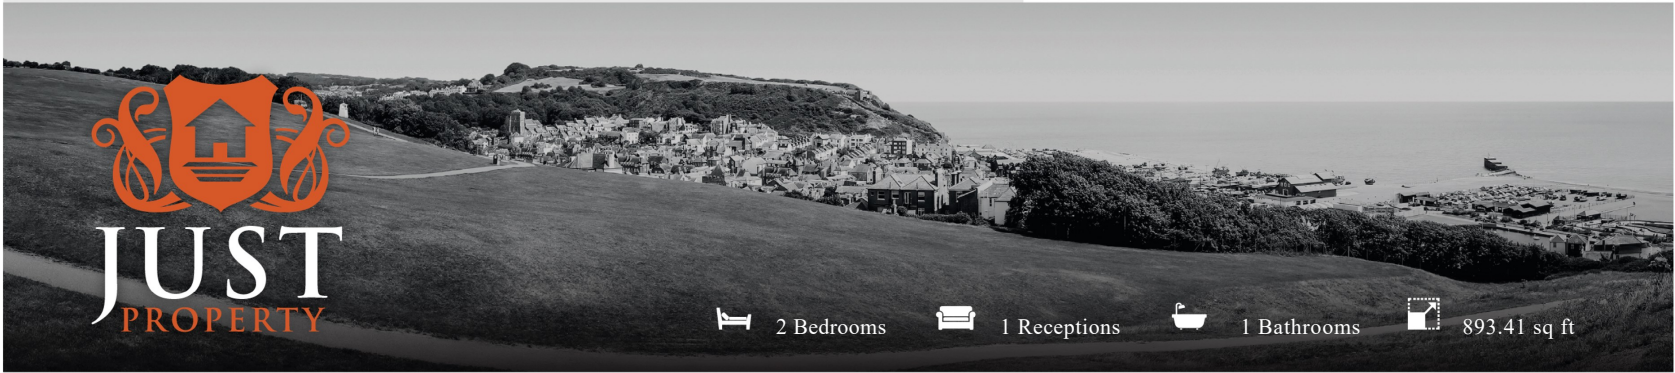 JUST
PROPERTY
2 Bedrooms
1 Receptions
1 Bathrooms
893.41 sq ft